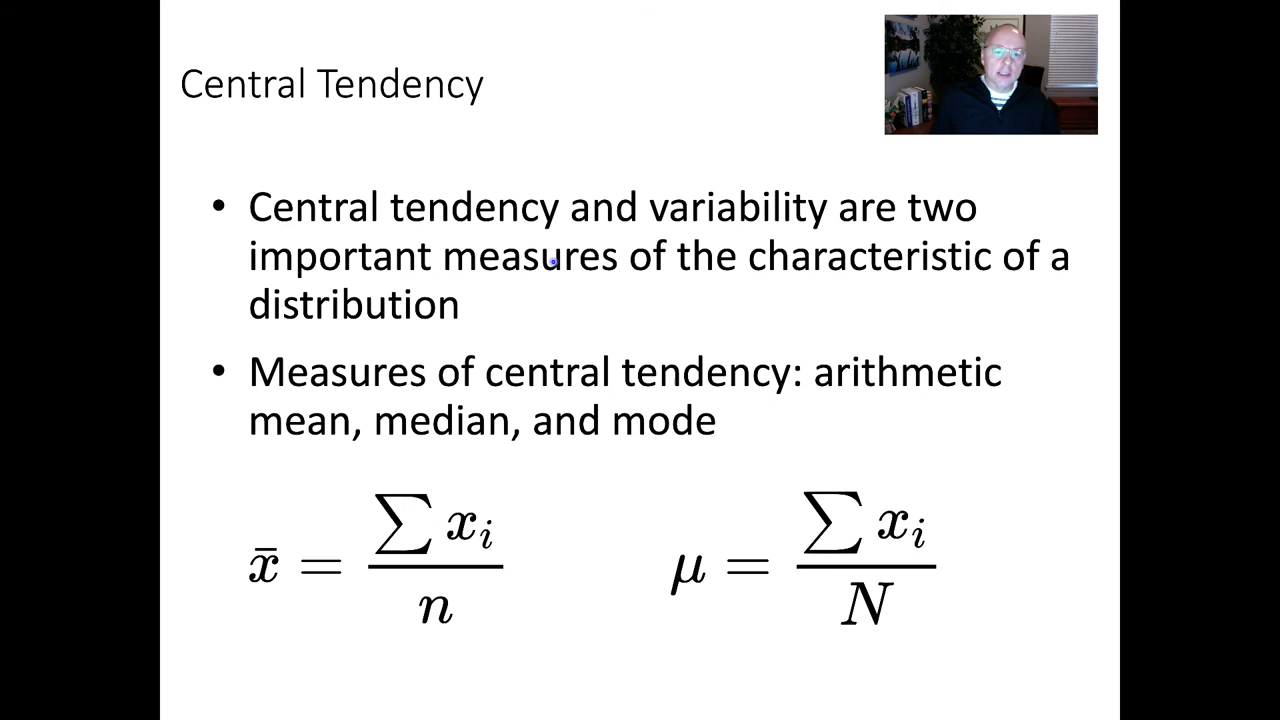 Central Tendency
• Central tendency and variability are two
important measures of the characteristic of a
distribution
• Measures of central tendency: arithmetic
mean, median, and mode
x̄ = ∑ xᵢ / n
μ = ∑ xᵢ / N